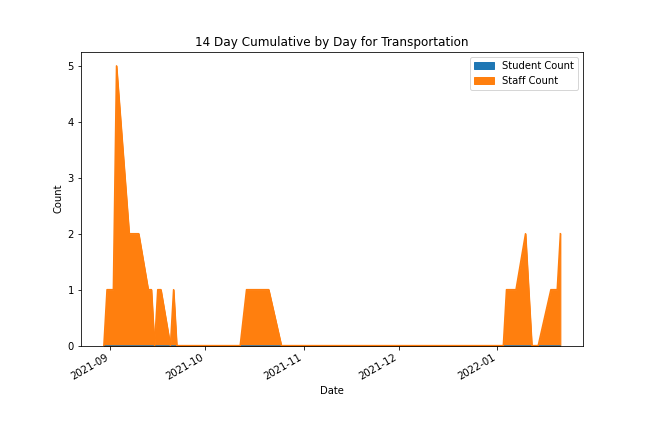 14 Day Cumulative by Day for Transportation
Student Count
Staff Count
5
4
3
2
1
0
Count
2021-09
2021-10
2021-11
2021-12
2022-01
Date